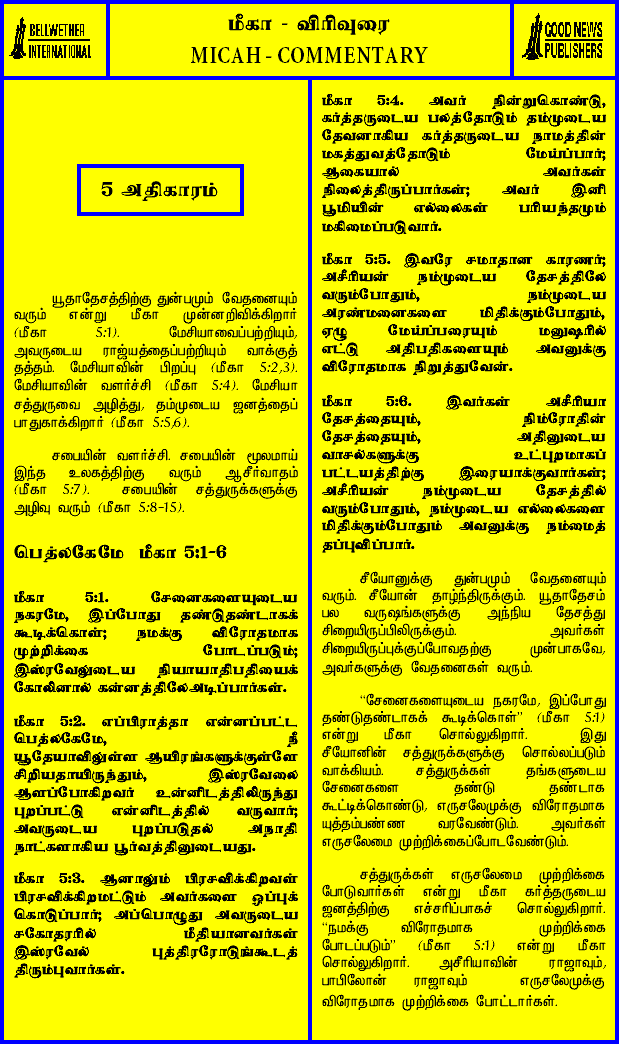 BELLWETHER
INTERNATIONAL
மீகா - விரிவுரை
MICAH - COMMENTARY
GOOD NEWS
PUBLISHERS
5 அதிகாரம்
யூதாதேசத்திற்கு துன்பமும் வேதனையும்
வரும் என்று மீகா முன்னறிவிக்கிறார்
(மீகா 5:1). மேசியாவைப்பற்றியும்,
அவருடைய ராஜ்யத்தைப்பற்றியும் வாக்குத்
தத்தம். மேசியாவின் பிறப்பு (மீகா 5:2,3).
மேசியாவின் வளர்ச்சி (மீகா 5:4). மேசியா
சத்துருவை அழித்து, தம்முடைய ஜனத்தைப்
பாதுகாக்கிறார் (மீகா 5:5,6).
சபையின் வளர்ச்சி. சபையின் மூலமாய்
இந்த உலகத்திற்கு வரும் ஆசீர்வாதம்
(மீகா 5:7). சபையின் சத்துருக்களுக்கு
அழிவு வரும் (மீகா 5:8-15).
பெத்லகேமே மீகா 5:1-6
மீகா 5:1. சேனைகளையுடைய
நகரமே, இப்போது தண்டுதண்டாகக்
கூடிக்கொள்; நமக்கு விரோதமாக
முற்றிக்கை போடப்படும்;
இஸ்ரவேலுடைய நியாயாதிபதியைக்
கோலினால் கன்னத்திலேஅடிப்பார்கள்.
மீகா 5:2. எப்பிராத்தா என்னப்பட்ட
பெத்லகேமே, நீ
யூதேயாவிலுள்ள ஆயிரங்களுக்குள்ளே
சிறியதாயிருந்தும், இஸ்ரவேலை
ஆளப்போகிறவர் உன்னிடத்திலிருந்து
புறப்பட்டு என்னிடத்தில் வருவார்;
அவருடைய புறப்படுதல் அநாதி
நாட்களாகிய பூர்வத்தினுடையது.
மீகா 5:3. ஆனாலும் பிரசவிக்கிறவள்
பிரசவிக்கிறமட்டும் அவர்களை ஒப்புக்
கொடுப்பார்; அப்பொழுது அவருடைய
சகோதரரில் மீதியானவர்கள்
இஸ்ரவேல் புத்திரரோடுங்கூடத்
திரும்புவார்கள்.
மீகா 5:4. அவர் நின்றுகொண்டு,
கர்த்தருடைய பலத்தோடும் தம்முடைய
தேவனாகிய கர்த்தருடைய நாமத்தின்
மகத்துவத்தோடும் மேய்ப்பார்;
ஆகையால் அவர்கள்
நிலைத்திருப்பார்கள்; அவர் இனி
பூமியின் எல்லைகள் பரியந்தமும்
மகிமைப்படுவார்.
மீகா 5:5. இவரே சமாதான காரணர்;
அசீரியன் நம்முடைய தேசத்திலே
வரும்போதும், நம்முடைய
அரண்மனைகளை மிதிக்கும்போதும்,
ஏழு மேய்ப்பரையும் மனுஷரில்
எட்டு அதிபதிகளையும் அவனுக்கு
விரோதமாக நிறுத்துவேன்.
மீகா 5:6. இவர்கள் அசீரியா
தேசத்தையும், நிம்ரோதின்
தேசத்தையும், அதினுடைய
வாசல்களுக்கு உட்புறமாகப்
பட்டயத்திற்கு இரையாக்குவார்கள்;
அசீரியன் நம்முடைய தேசத்தில்
வரும்போதும், நம்முடைய எல்லைகளை
மிதிக்கும்போதும் அவனுக்கு நம்மைத்
தப்புவிப்பார்.
சீயோனுக்கு துன்பமும் வேதனையும்
வரும். சீயோன் தாழ்ந்திருக்கும். யூதாதேசம்
பல வருஷங்களுக்கு அந்நிய தேசத்து
சிறையிருப்பிலிருக்கும். அவர்கள்
சிறையிருப்புக்குப்போவதற்கு முன்பாகவே,
அவர்களுக்கு வேதனைகள் வரும்.
“சேனைகளையுடைய நகரமே, இப்போது
தண்டுதண்டாகக் கூடிக்கொள்” (மீகா 5:1)
என்று மீகா சொல்லுகிறார். இது
சீயோனின் சத்துருக்களுக்கு சொல்லப்படும்
வாக்கியம். சத்துருக்கள் தங்களுடைய
சேனைகளை தண்டு தண்டாக
கூட்டிக்கொண்டு, எருசலேமுக்கு விரோதமாக
யுத்தம்பண்ண வரவேண்டும். அவர்கள்
எருசலேமை முற்றிக்கைப்போடவேண்டும்.
சத்துருக்கள் எருசலேமை முற்றிக்கை
போடுவார்கள் என்று மீகா கர்த்தருடைய
ஜனத்திற்கு எச்சரிப்பாகச் சொல்லுகிறார்.
“நமக்கு விரோதமாக முற்றிக்கை
போடப்படும்” (மீகா 5:1) என்று மீகா
சொல்லுகிறார். அசீரியாவின் ராஜாவும்,
பாபிலோன் ராஜாவும் எருசலேமுக்கு
விரோதமாக முற்றிக்கை போட்டார்கள்.